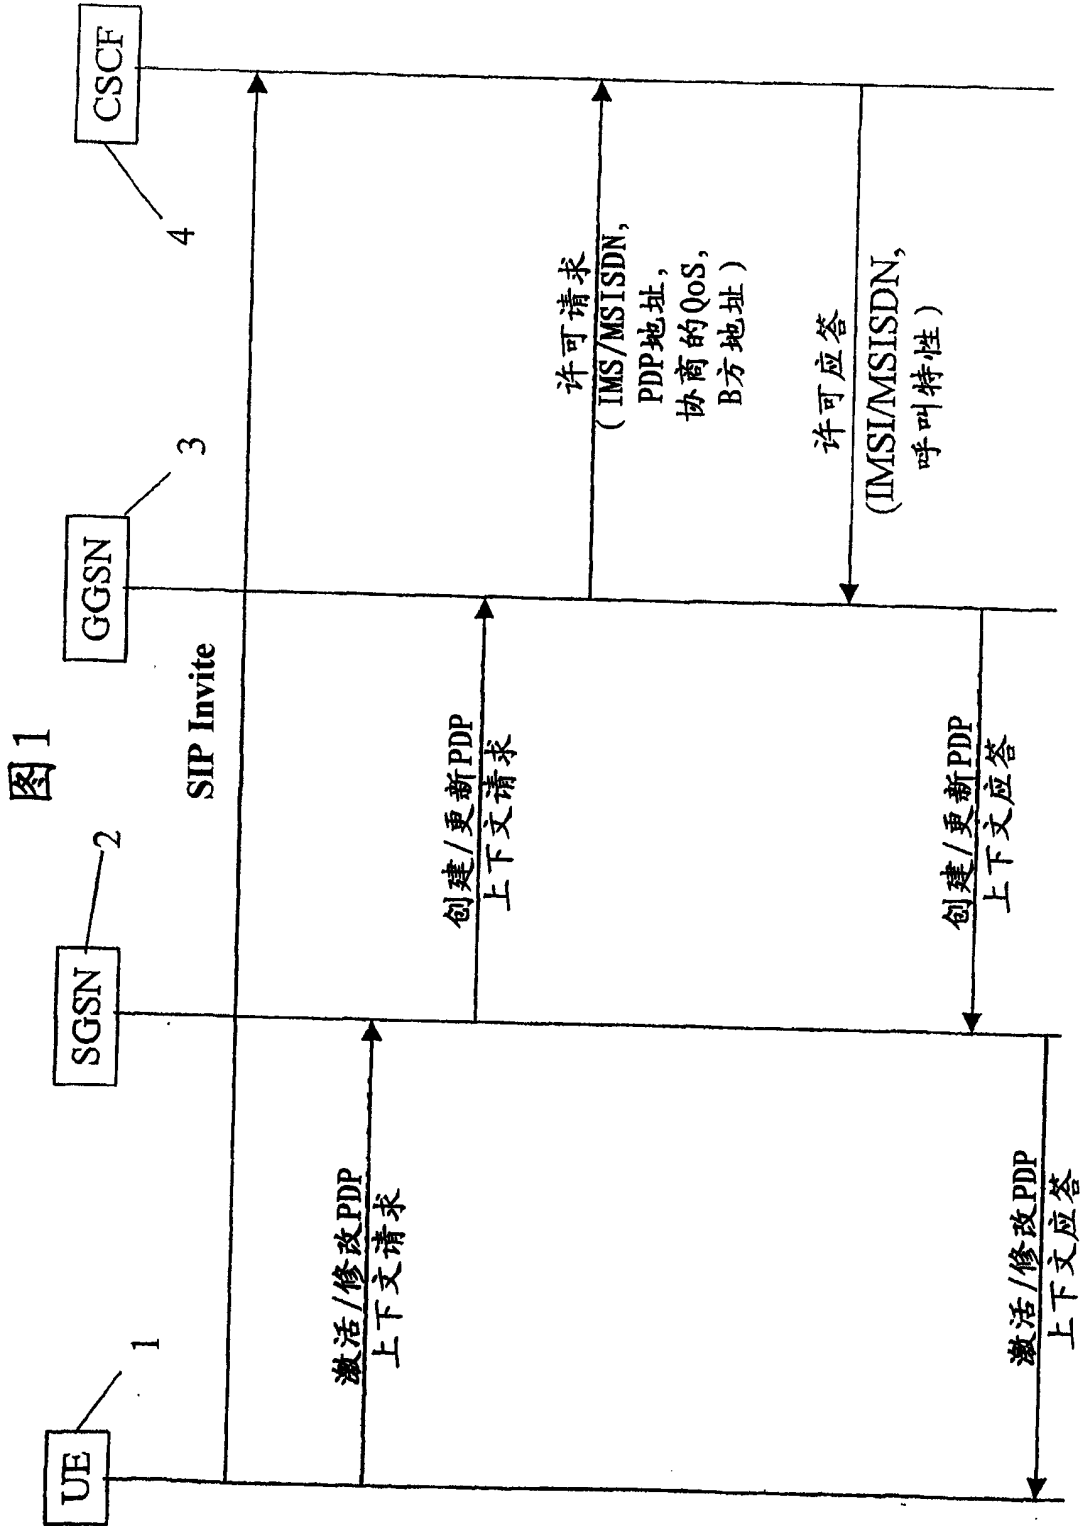 图1
UE
1
SGSN
2
GGSN
3
CSCF
4
SIP Invite
激活/修改PDP
上下文请求
创建/更新PDP
上下文请求
许可请求
(IMS/MSISDN,
PDP地址,
协商的QoS,
B方地址)
许可应答
(IMSI/MSISDN,
呼叫特性)
创建/更新PDP
上下文应答
激活/修改PDP
上下文应答